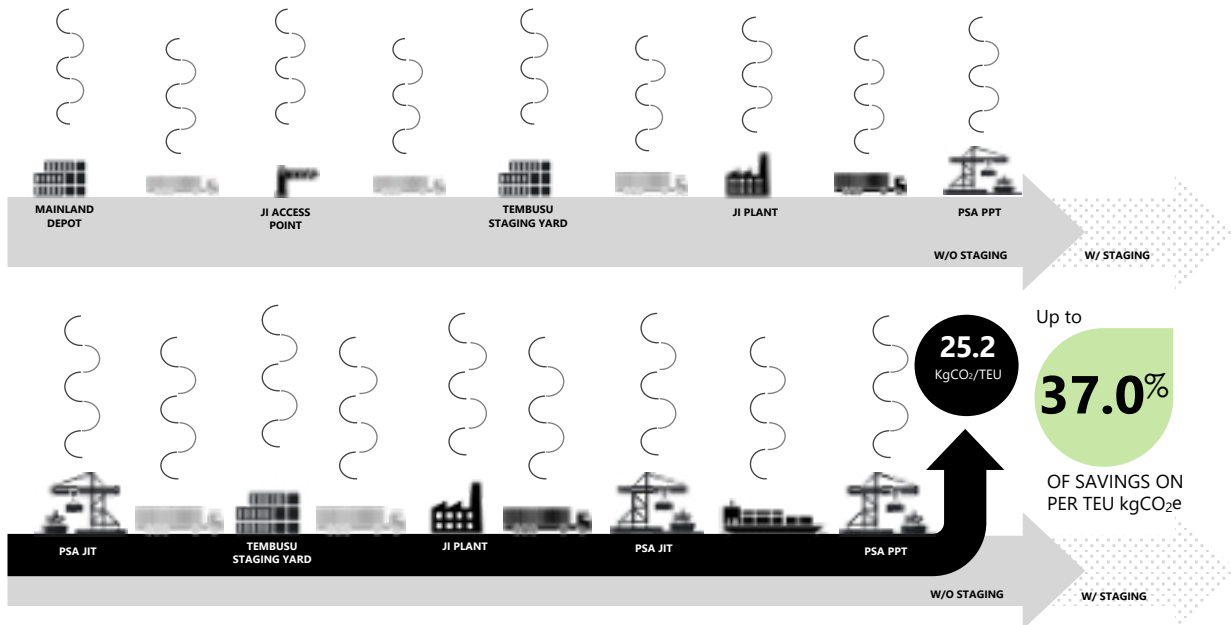 MAINLAND
DEPOT
JI ACCESS
POINT
TEMBUSU
STAGING YARD
JI PLANT
PSA PPT
W/O STAGING
W/ STAGING
25.2
KgCO₂/TEU
Up to
37.0%
OF SAVINGS ON
PER TEU kgCO₂e
PSA JIT
TEMBUSU
STAGING YARD
JI PLANT
PSA JIT
PSA PPT
W/O STAGING
W/ STAGING